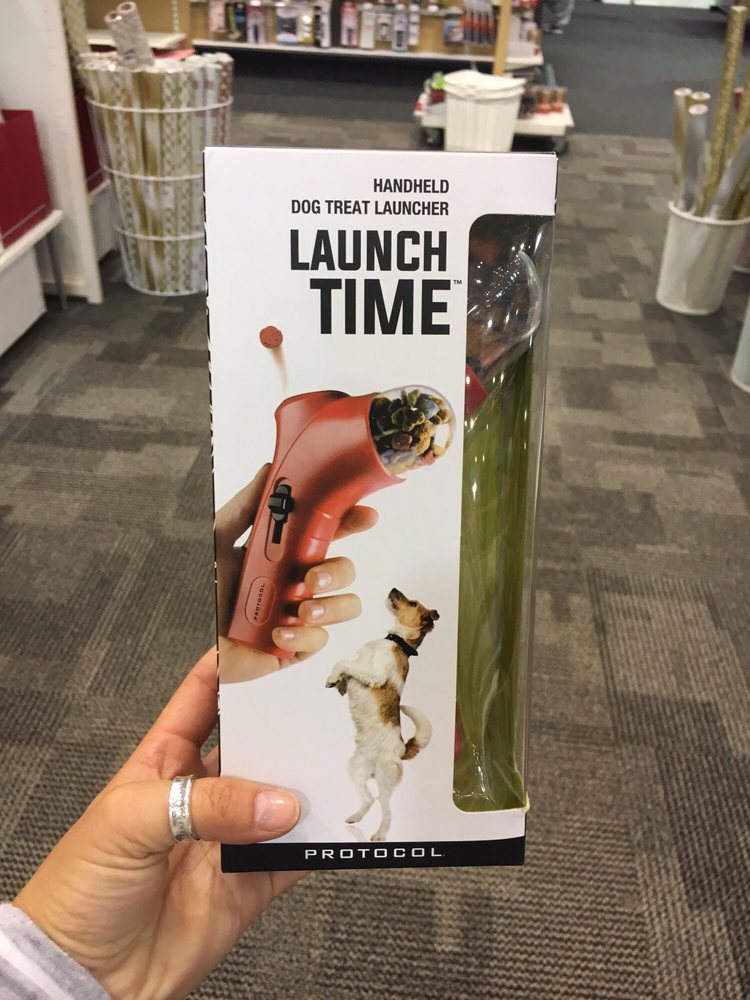 HANDHELD
DOG TREAT LAUNCHER
LAUNCH
TIME™
PROTOCOL
PROTOCOL